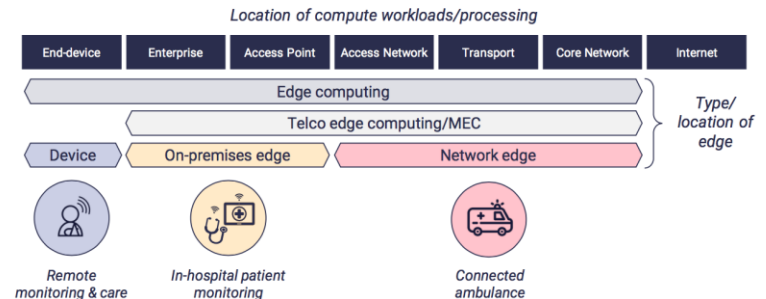 Location of compute workloads/processing
End-device Enterprise Access Point Access Network Transport Core Network Internet
Edge computing
Telco edge computing/MEC
Device On-premises edge Network edge
Type/
location of
edge
Remote
monitoring & care
In-hospital patient
monitoring
Connected
ambulance